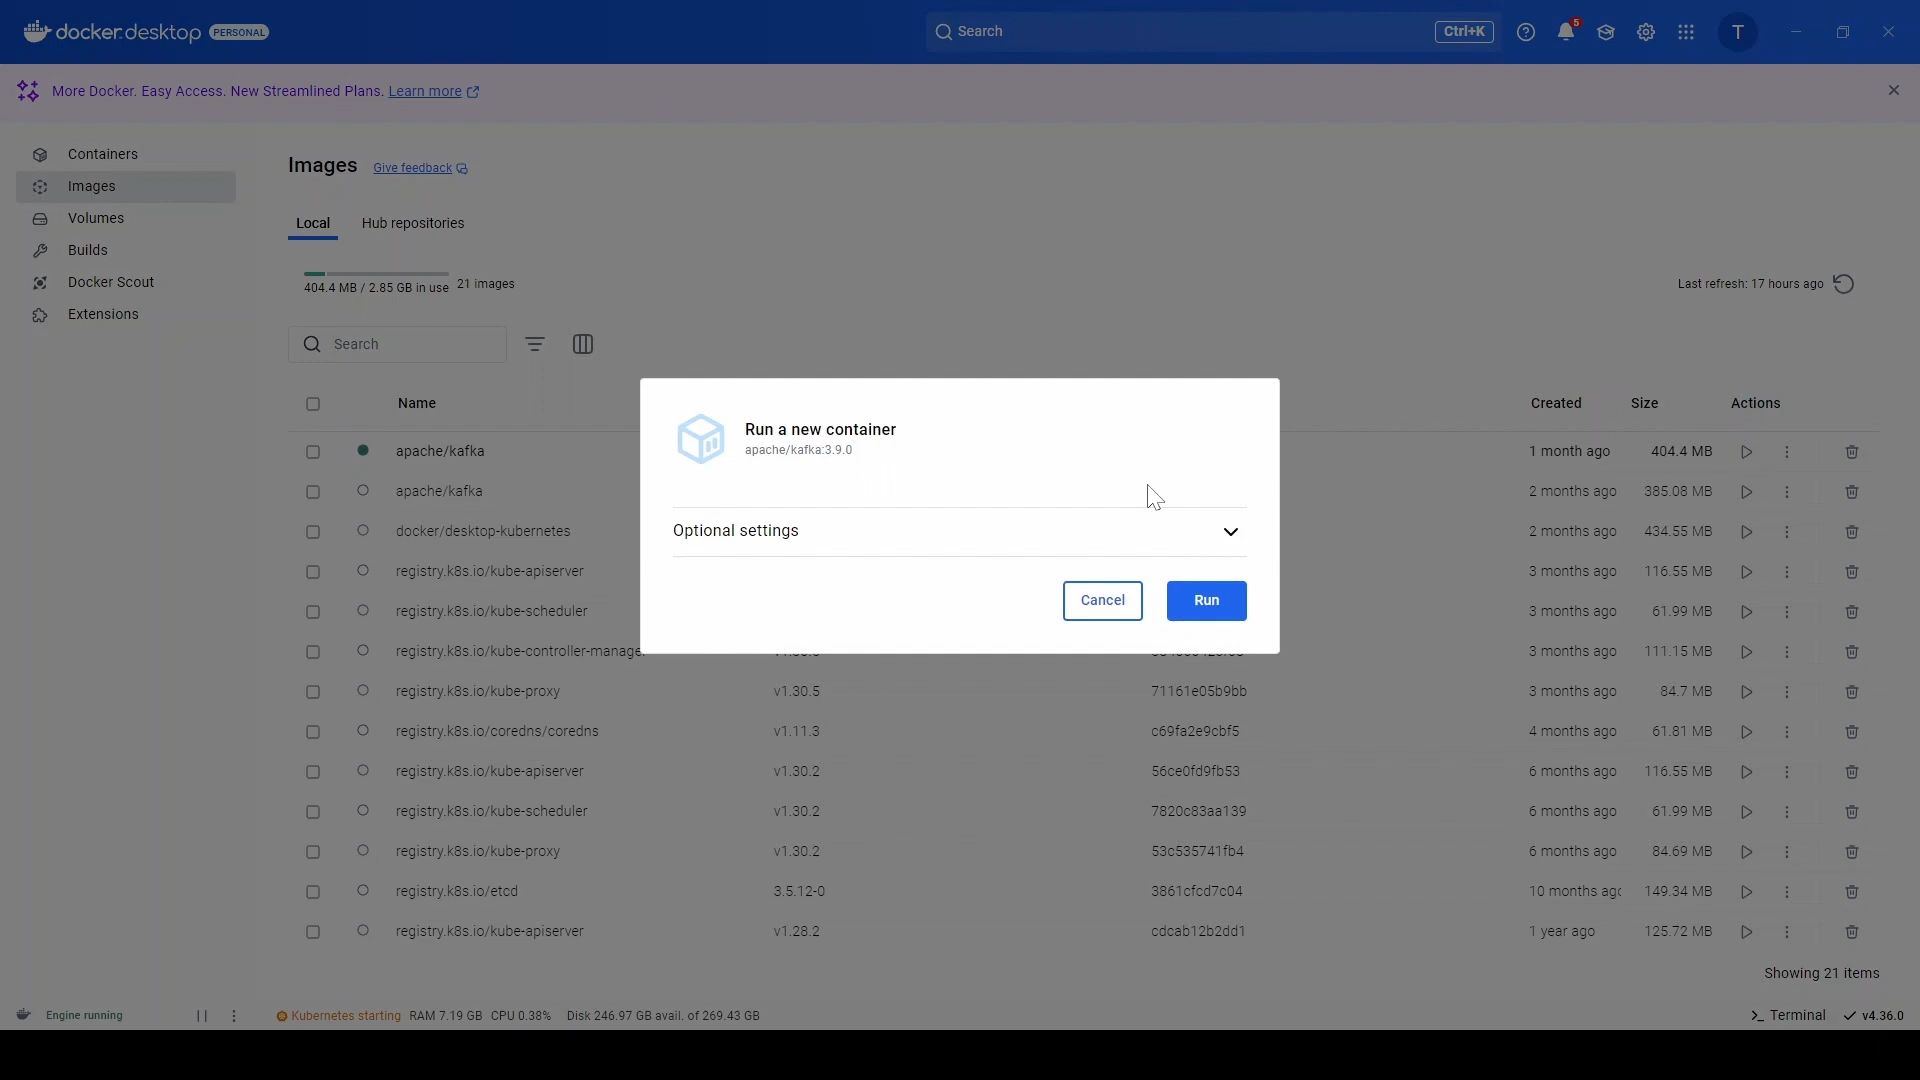 docker.desktop PERSONAL
Search Ctrl+K 5 T
More Docker. Easy Access. New Streamlined Plans. Learn more
Containers
Images
Volumes
Builds
Docker Scout
Extensions
Images Give feedback
Local Hub repositories
404.4 MB / 2.85 GB in use 21 images
Last refresh: 17 hours ago
Search
Name Created Size Actions
Run a new container
apache/kafka:3.9.0
Optional settings
Cancel Run
apache/kafka 1 month ago 404.4 MB
apache/kafka 2 months ago 385.08 MB
docker/desktop-kubernetes 2 months ago 434.55 MB
registry.k8s.io/kube-apiserver 3 months ago 116.55 MB
registry.k8s.io/kube-scheduler 3 months ago 61.99 MB
registry.k8s.io/kube-controller-manager 3 months ago 111.15 MB
registry.k8s.io/kube-proxy v1.30.5 71161e05b9bb 3 months ago 84.7 MB
registry.k8s.io/coredns/coredns v1.11.3 c69fa2e9cbf5 4 months ago 61.81 MB
registry.k8s.io/kube-apiserver v1.30.2 56ce0fd9fb53 6 months ago 116.55 MB
registry.k8s.io/kube-scheduler v1.30.2 7820c83aa139 6 months ago 61.99 MB
registry.k8s.io/kube-proxy v1.30.2 53c535741fb4 6 months ago 84.69 MB
registry.k8s.io/etcd 3.5.12-0 3861cfcd7c04 10 months ago 149.34 MB
registry.k8s.io/kube-apiserver v1.28.2 cdcab12b2dd1 1 year ago 125.72 MB
Showing 21 items
Engine running Kubernetes starting RAM 7.19 GB CPU 0.38% Disk 246.97 GB avail. of 269.43 GB Terminal v4.36.0